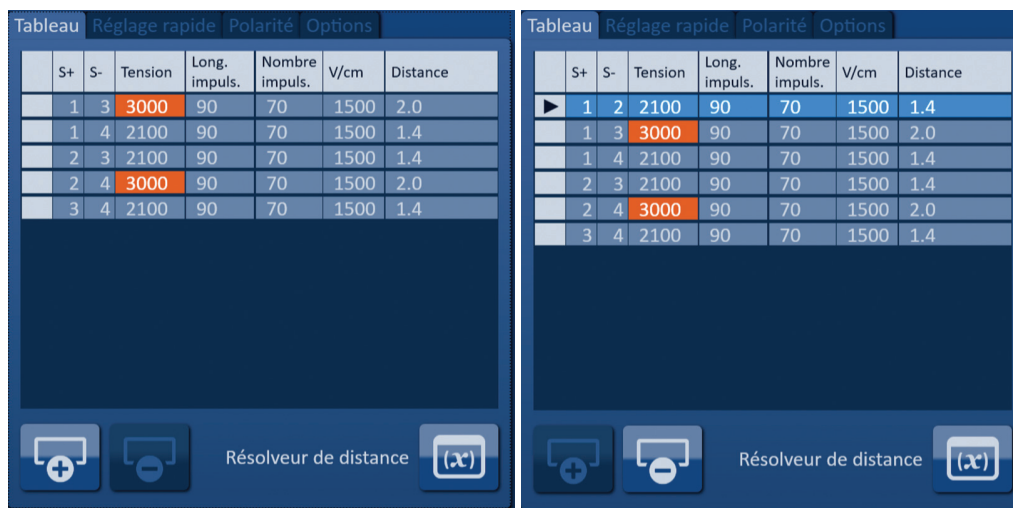 Tableau Réglage rapide Polarité Options
S+ S- Tension Long. impuls. Nombre impuls. V/cm Distance
1 3 3000 90 70 1500 2.0
1 4 2100 90 70 1500 1.4
2 3 2100 90 70 1500 1.4
2 4 3000 90 70 1500 2.0
3 4 2100 90 70 1500 1.4
Résolveur de distance (x)
Tableau Réglage rapide Polarité Options
S+ S- Tension Long. impuls. Nombre impuls. V/cm Distance
1 2 2100 90 70 1500 1.4
1 3 3000 90 70 1500 2.0
1 4 2100 90 70 1500 1.4
2 3 2100 90 70 1500 1.4
2 4 3000 90 70 1500 2.0
3 4 2100 90 70 1500 1.4
Résolveur de distance (x)